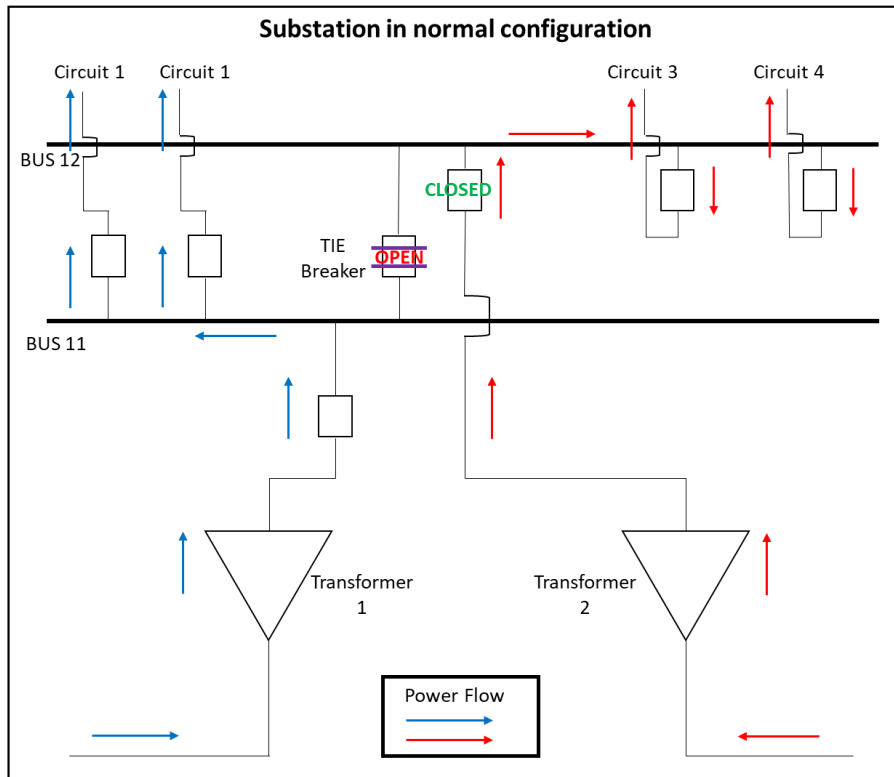 Substation in normal configuration
Circuit 1
Circuit 1
Circuit 3
Circuit 4
BUS 12
CLOSED
TIE
Breaker
OPEN
BUS 11
Transformer
1
Transformer
2
Power Flow